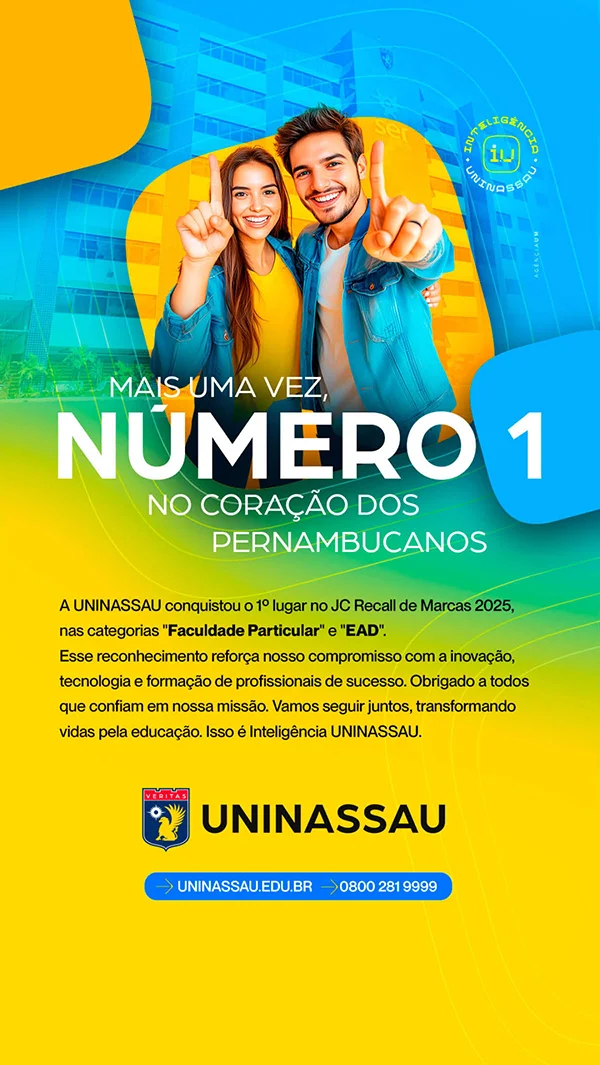 INTELIGÊNCIA
iU
UNINASSAU
AGÊNCIAUM
MAIS UMA VEZ,
NÚMERO 1
NO CORAÇÃO DOS
PERNAMBUCANOS
A UNINASSAU conquistou o 1º lugar no JC Recall de Marcas 2025,
nas categorias "Faculdade Particular" e "EAD".
Esse reconhecimento reforça nosso compromisso com a inovação,
tecnologia e formação de profissionais de sucesso. Obrigado a todos
que confiam em nossa missão. Vamos seguir juntos, transformando
vidas pela educação. Isso é Inteligência UNINASSAU.
VERITAS
UNINASSAU
UNINASSAU.EDU.BR 0800 281 9999